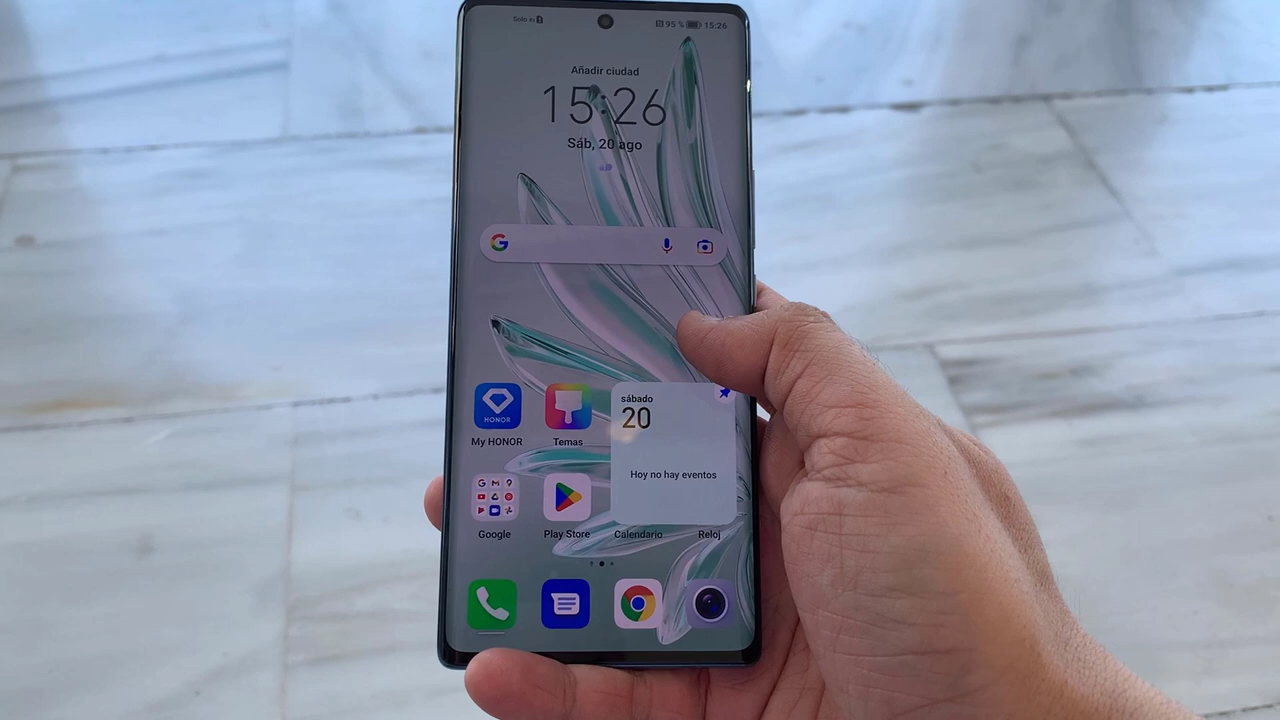 Solo e
95 % 15:26
Añadir ciudad
15:26
Sáb, 20 ago
My HONOR
HONOR
Temas
sábado
20
Hoy no hay eventos
Google
Play Store
Calendario
Reloj